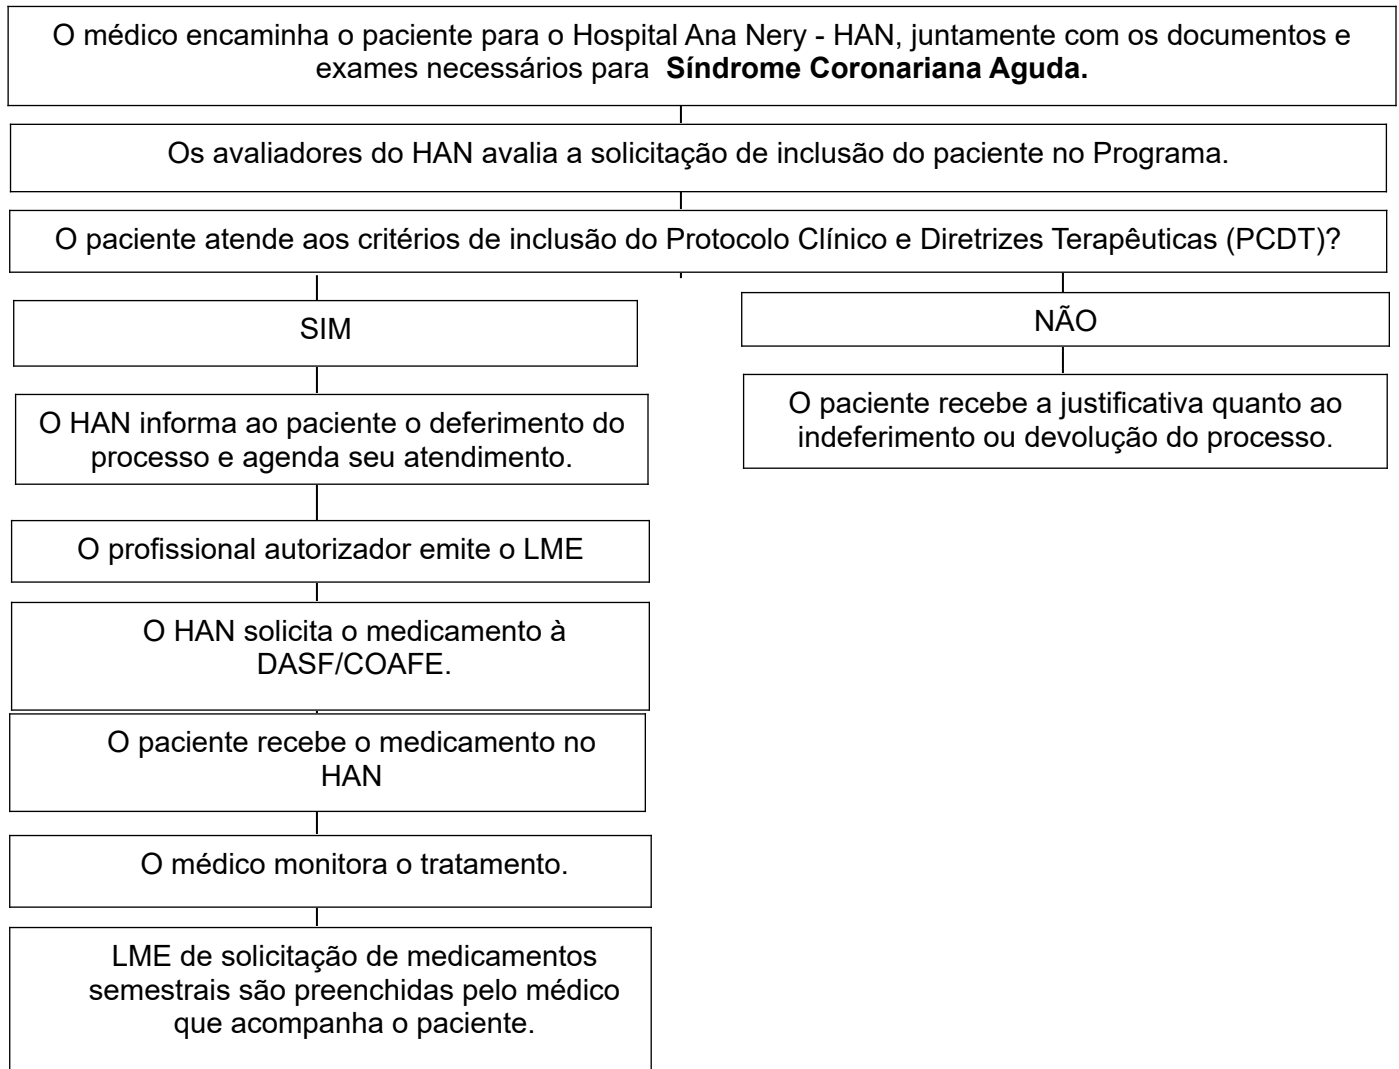 O médico encaminha o paciente para o Hospital Ana Nery - HAN, juntamente com os documentos e
exames necessários para Síndrome Coronariana Aguda.
Os avaliadores do HAN avalia a solicitação de inclusão do paciente no Programa.
O paciente atende aos critérios de inclusão do Protocolo Clínico e Diretrizes Terapêuticas (PCDT)?
SIM
NÃO
O HAN informa ao paciente o deferimento do
processo e agenda seu atendimento.
O paciente recebe a justificativa quanto ao
indeferimento ou devolução do processo.
O profissional autorizador emite o LME
O HAN solicita o medicamento à
DASF/COAFE.
O paciente recebe o medicamento no
HAN
O médico monitora o tratamento.
LME de solicitação de medicamentos
semestrais são preenchidas pelo médico
que acompanha o paciente.